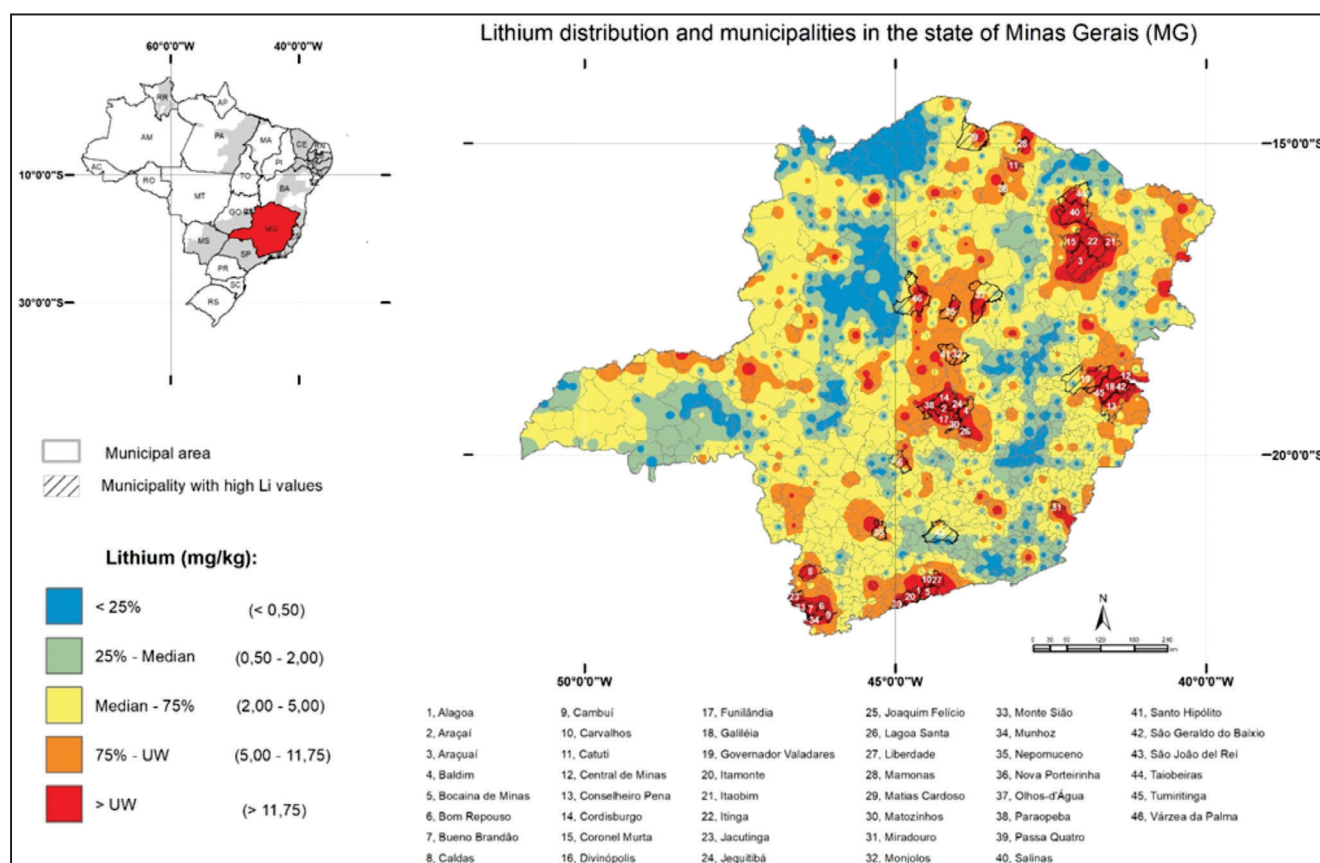 Lithium distribution and municipalities in the state of Minas Gerais (MG)
60°0'0"W
40°0'0"W
10°0'0"S
30°0'0"S
RR
AP
AM
PA
MA
CE
RN
PI
AC
RO
TO
BA
MT
GO
MG
MS
SP
PR
SC
RS
15°0'0"S
20°0'0"S
50°0'0"W
45°0'0"W
40°0'0"W
N
0 30 60 120 180 240
km
Municipal area
Municipality with high Li values
Lithium (mg/kg):
< 25% (< 0,50)
25% - Median (0,50 - 2,00)
Median - 75% (2,00 - 5,00)
75% - UW (5,00 - 11,75)
> UW (> 11,75)
1, Alagoa
2, Araçaí
3, Araçuaí
4, Baldim
5, Bocaina de Minas
6, Bom Repouso
7, Bueno Brandão
8, Caldas
9, Cambuí
10, Carvalhos
11, Catuti
12, Central de Minas
13, Conselheiro Pena
14, Cordisburgo
15, Coronel Murta
16, Divinópolis
17, Funilândia
18, Galiléia
19, Governador Valadares
20, Itamonte
21, Itaobim
22, Itinga
23, Jacutinga
24, Jequitibá
25, Joaquim Felício
26, Lagoa Santa
27, Liberdade
28, Mamonas
29, Matias Cardoso
30, Matozinhos
31, Miradouro
32, Monjolos
33, Monte Sião
34, Munhoz
35, Nepomuceno
36, Nova Porteirinha
37, Olhos-d'Água
38, Paraopeba
39, Passa Quatro
40, Salinas
41, Santo Hipólito
42, São Geraldo do Baixio
43, São João del Rei
44, Taiobeiras
45, Tumiritinga
46, Várzea da Palma